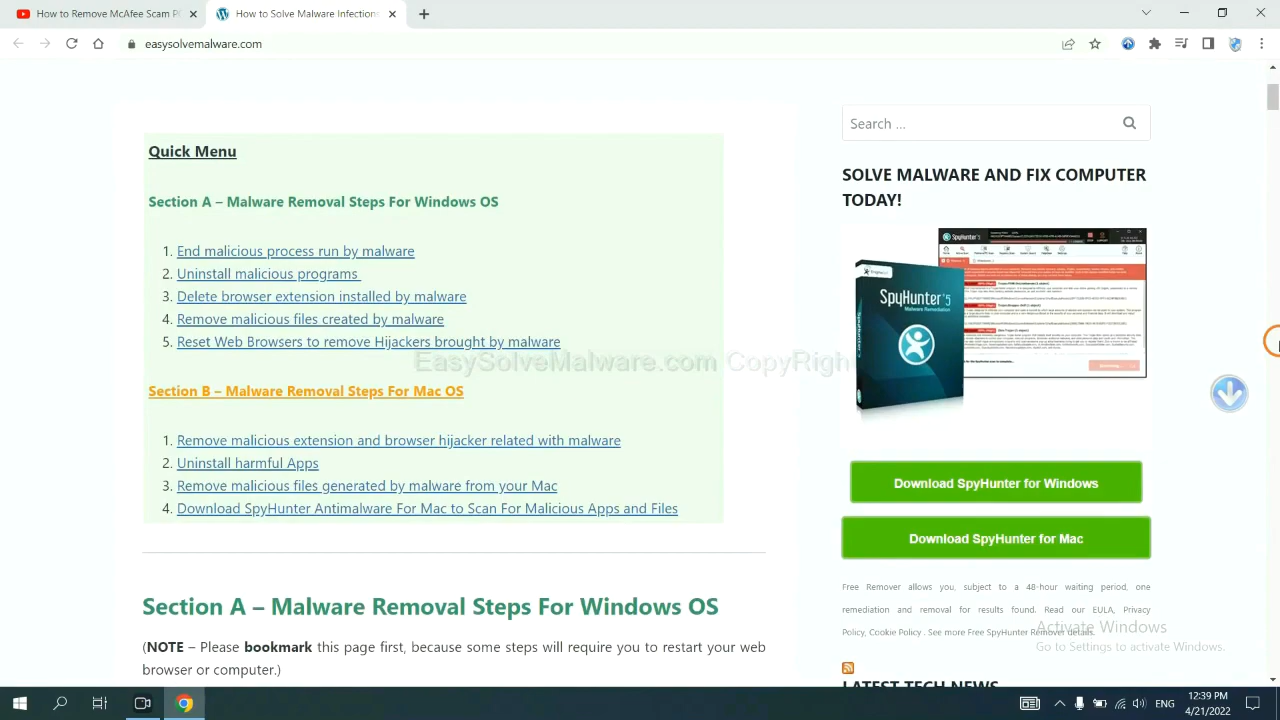 How to Remove McAfee Scam P
How to Solve Malware Infections O
easysolvemalware.com
Search ...
Quick Menu
SOLVE MALWARE AND FIX COMPUTER
TODAY!
Section A – Malware Removal Steps For Windows OS
1. End malicious process run by malware
2. Uninstall malicious programs
3. Delete browser extension installed by malware
4. Remove malicious by malware
5. Reset Web Browsers to remove Hijackers brought by malware
.com CopyRigh
Section B – Malware Removal Steps For Mac OS
1. Remove malicious extension and browser hijacker related with malware
2. Uninstall harmful Apps
3. Remove malicious files generated by malware from your Mac
4. Download SpyHunter Antimalware For Mac to Scan For Malicious Apps and Files
SpyHunter 5
Malware Remediation
Download SpyHunter for Windows
Download SpyHunter for Mac
Free Remover allows you, subject to a 48-hour waiting period, one
remediation and removal for results found. Read our EULA, Privacy
Policy, Cookie Policy . See more Free SpyHunter Remover details.
Activate Windows
Go to Settings to activate Windows.
Section A – Malware Removal Steps For Windows OS
(NOTE – Please bookmark this page first, because some steps will require you to restart your web
browser or computer.)
LATEST TECH NEWS
ENG
12:39 PM
4/21/2022